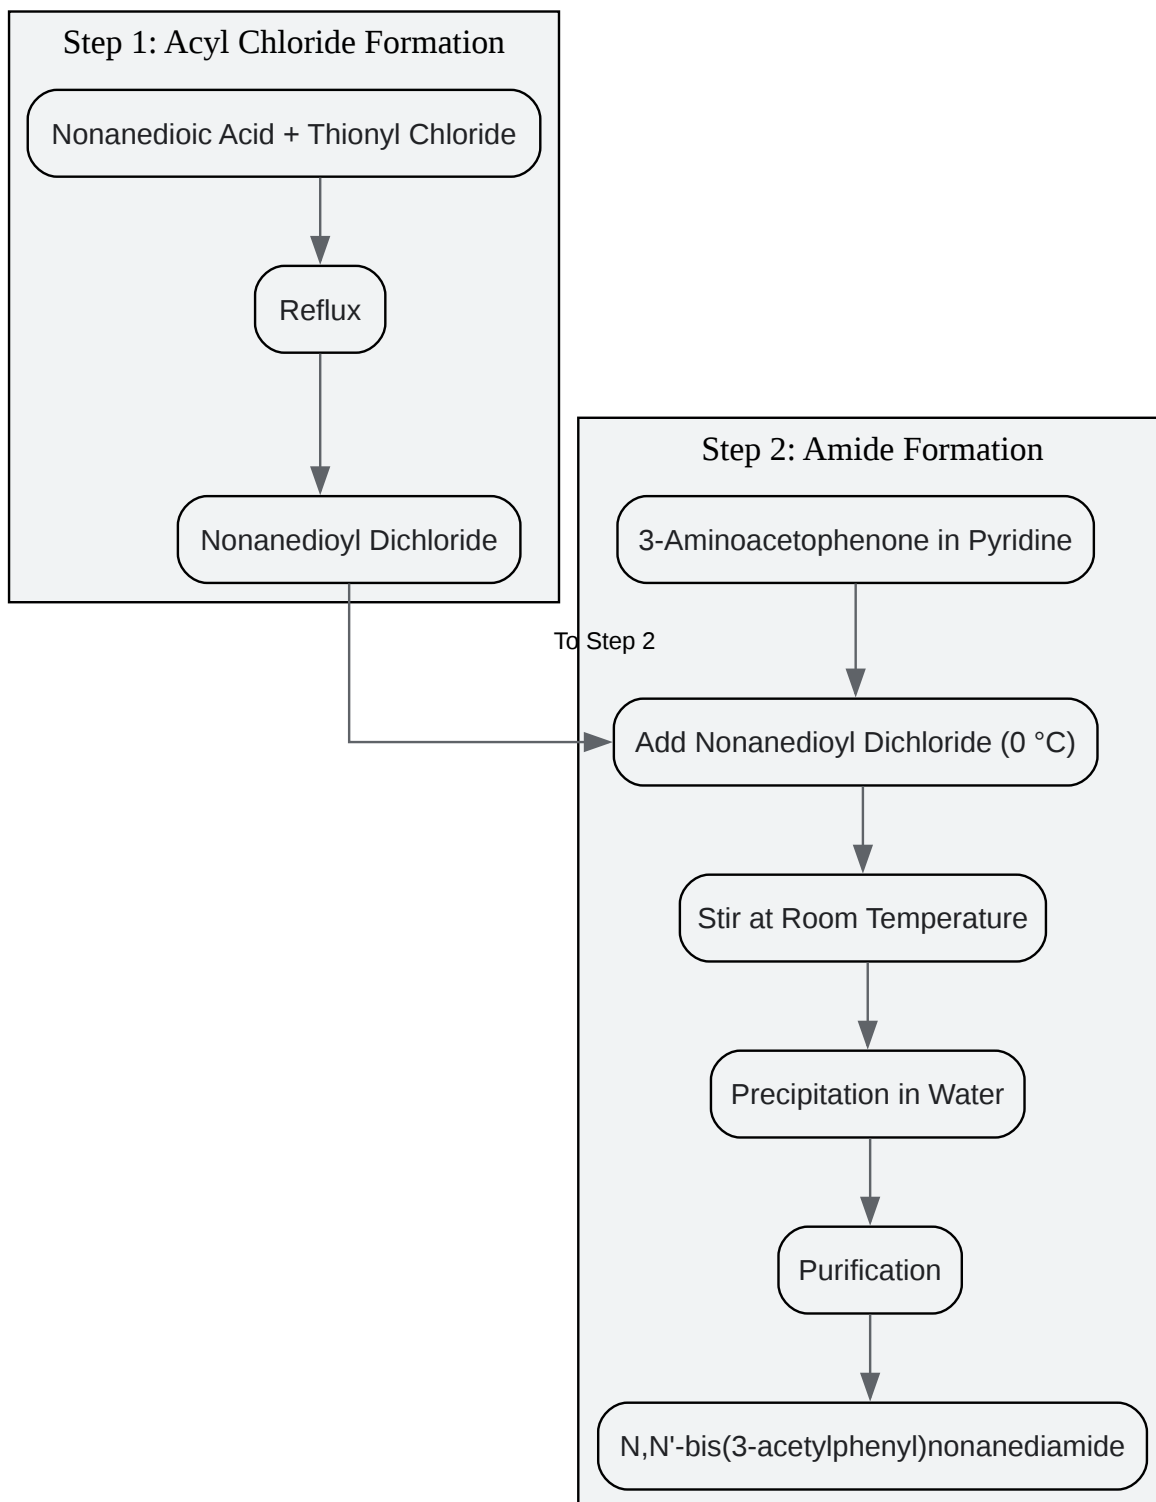 Step 1: Acyl Chloride Formation
Nonanedioic Acid + Thionyl Chloride
Reflux
Nonanedioyl Dichloride
To Step 2
Step 2: Amide Formation
3-Aminoacetophenone in Pyridine
Add Nonanedioyl Dichloride (0 °C)
Stir at Room Temperature
Precipitation in Water
Purification
N,N'-bis(3-acetylphenyl)nonanediamide